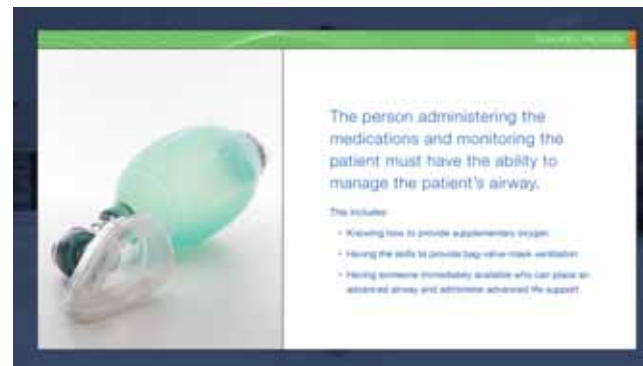 The person administering the
medications and monitoring the
patient must have the ability to
manage the patient's airway.
This includes:
• Knowing how to provide supplementary oxygen
• Having the skills to provide bag-valve-mask ventilation
• Having someone immediately available who can place an
advanced airway and administer advanced life support